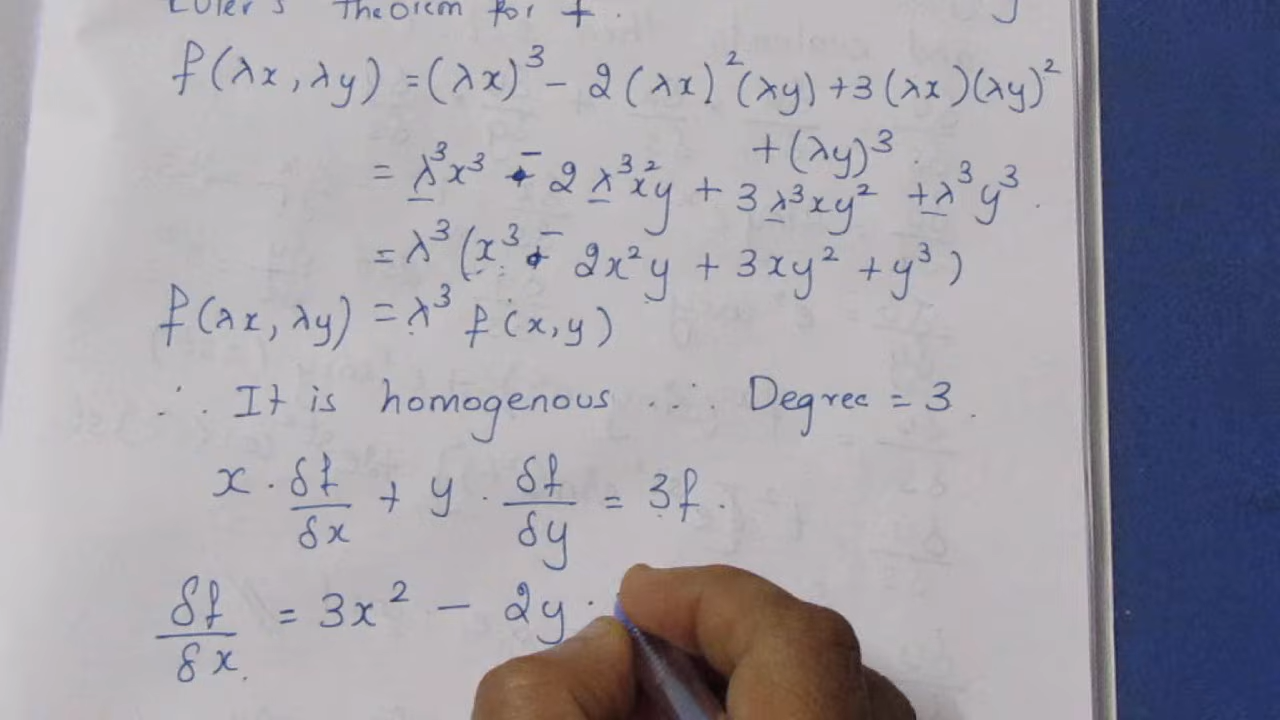 Euler's Theorem for f.
f(λx, λy) = (λx)³ - 2(λx)²(λy) + 3(λx)(λy)²
+ (λy)³.
= λ³x³ - 2λ³x²y + 3λ³xy² + λ³y³.
= λ³(x³ - 2x²y + 3xy² + y³)
f(λx, λy) = λ³ f(x,y)
∴ It is homogenous ∴ Degree = 3.
x · δf/δx + y · δf/δy = 3f.
δf/δx = 3x² - 2y ·